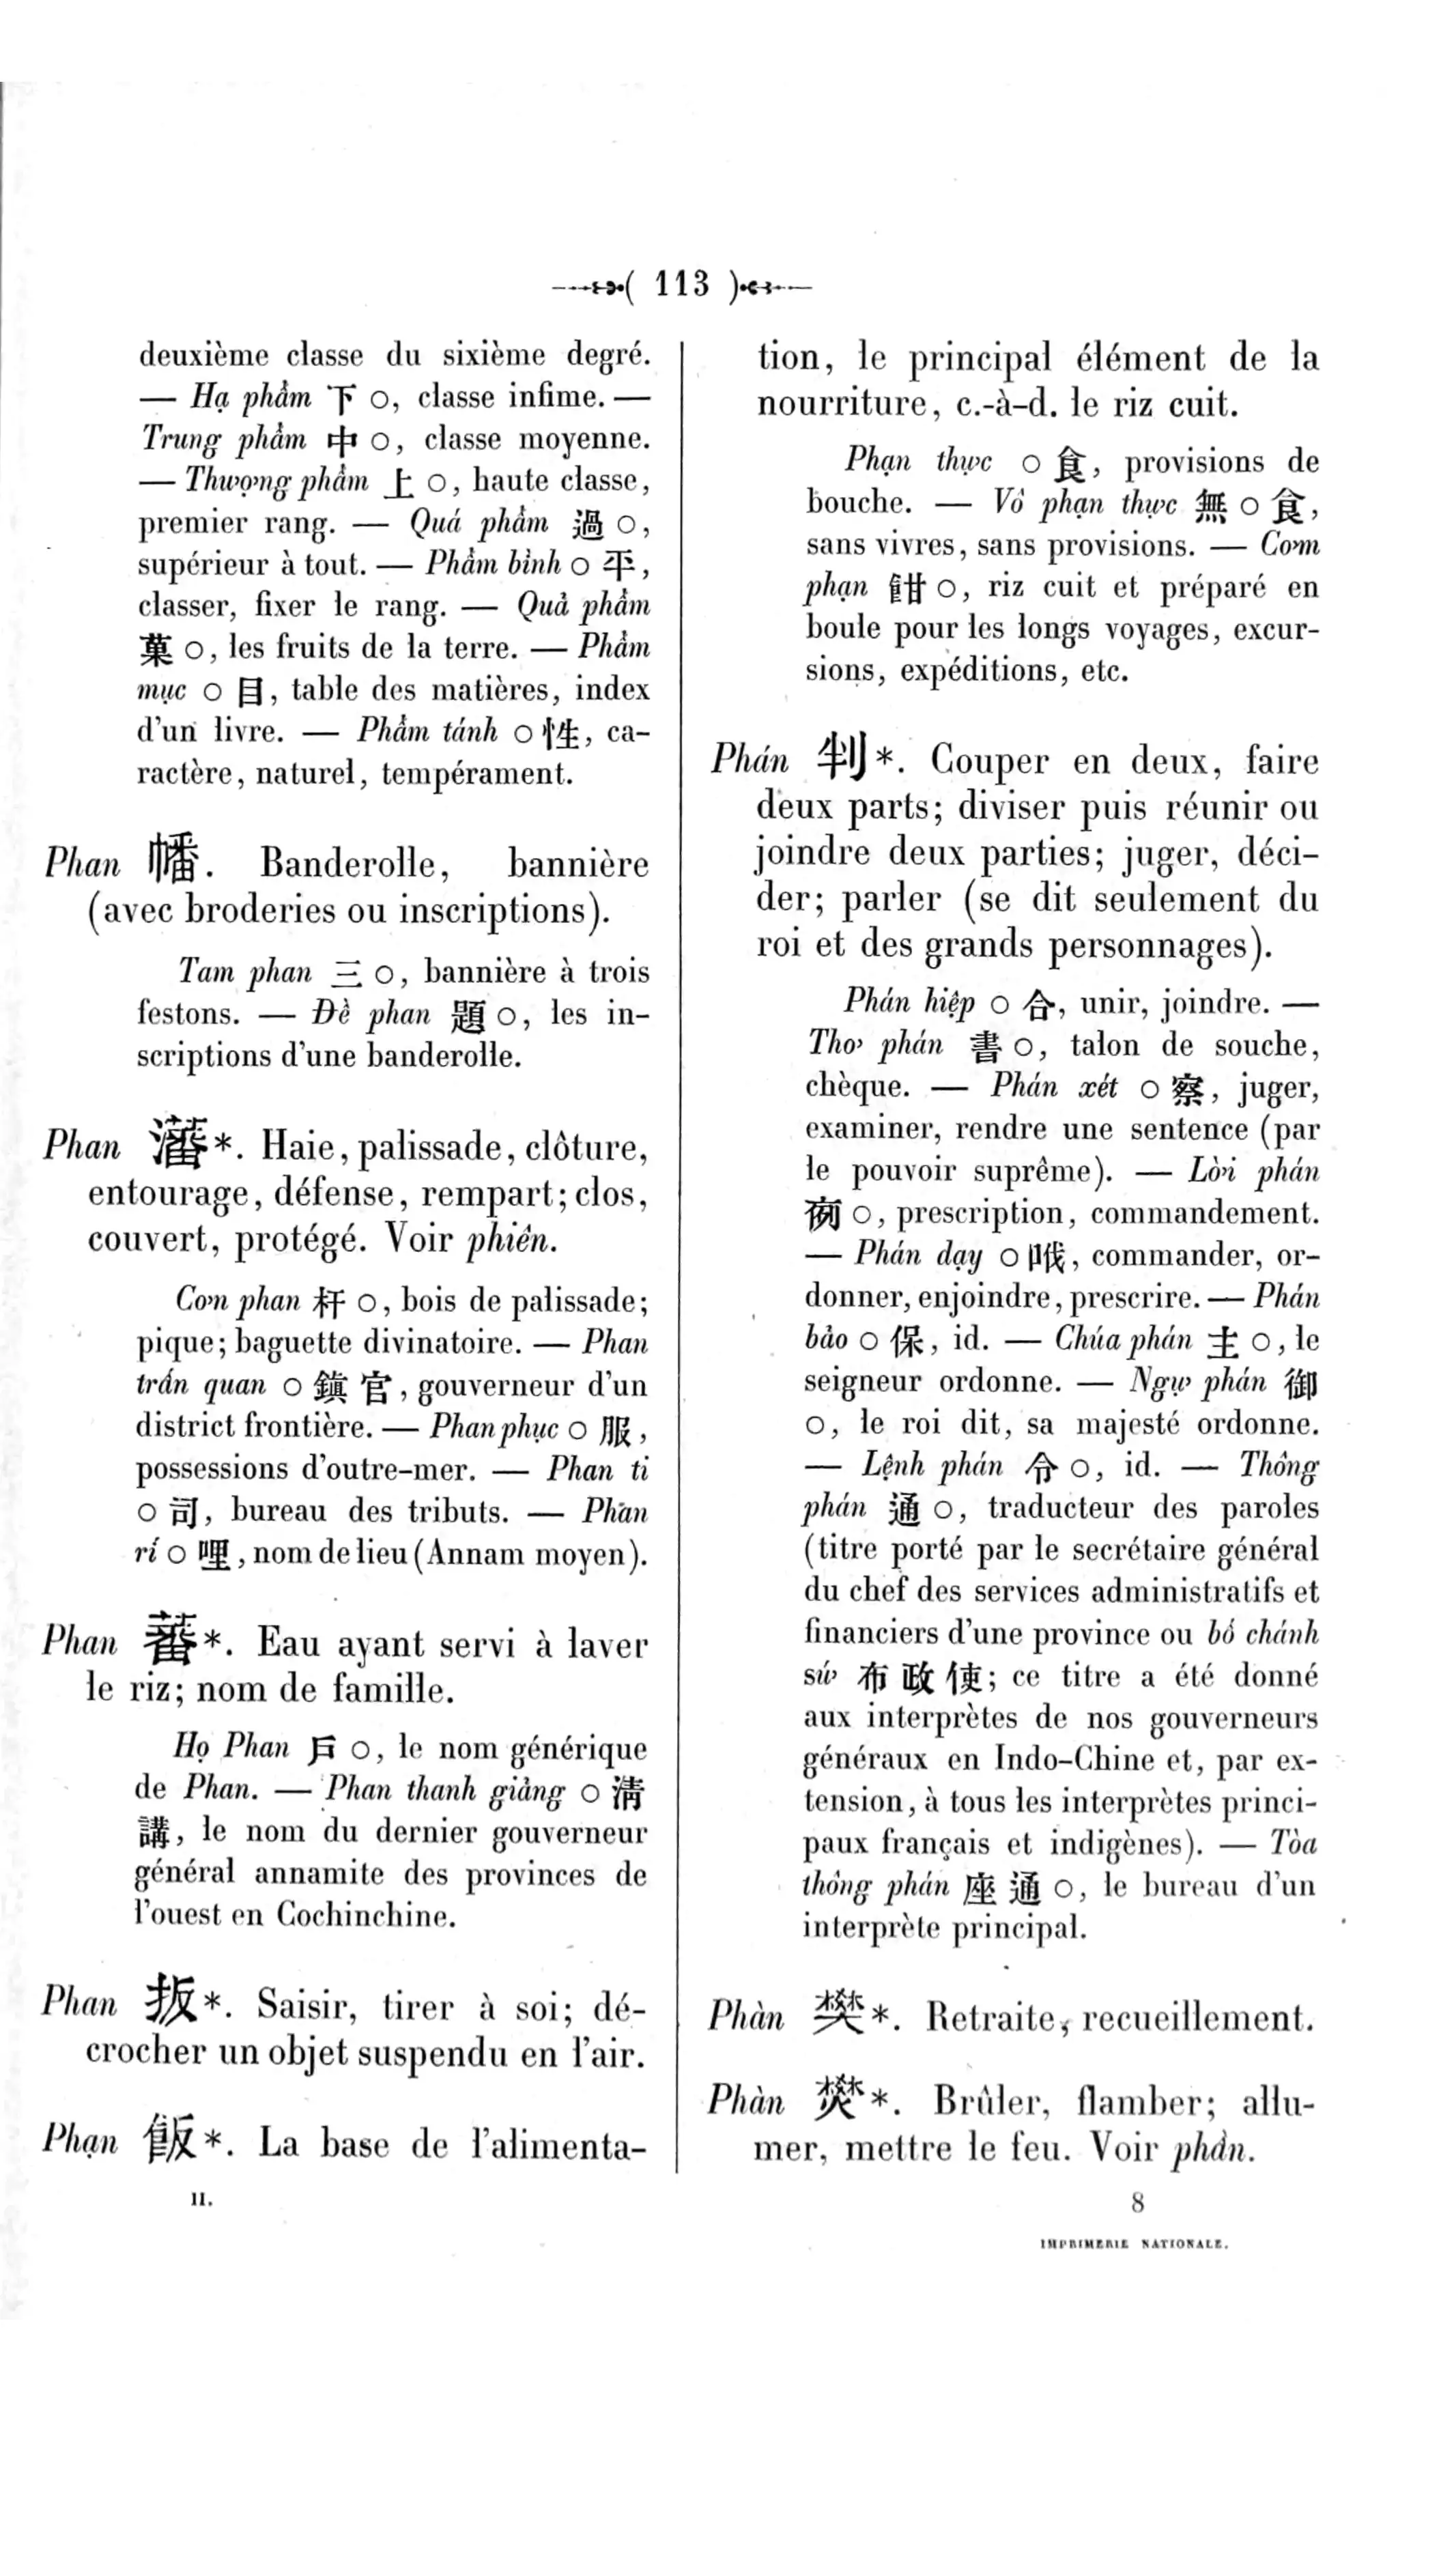 ( 113 )
deuxième classe du sixième degré.
— Hạ phẩm 下 ○, classe infime. —
Trung phẩm 中 ○, classe moyenne.
— Thượng phẩm 上 ○, haute classe,
premier rang. — Quá phẩm 過 ○,
supérieur à tout. — Phẩm bình ○ 平,
classer, fixer le rang. — Quả phẩm
菓 ○, les fruits de la terre. — Phẩm
mục ○ 目, table des matières, index
d'un livre. — Phẩm tánh ○ 性, ca-
ractère, naturel, tempérament.
Phan 幡. Banderolle, bannière
(avec broderies ou inscriptions).
Tam phan 三 ○, bannière à trois
festons. — Đề phan 題 ○, les in-
scriptions d'une banderolle.
Phan 藩*. Haie, palissade, clôture,
entourage, défense, rempart; clos,
couvert, protégé. Voir phiên.
Cơn phan 杆 ○, bois de palissade;
pique; baguette divinatoire. — Phan
trấn quan ○ 鎮 官, gouverneur d'un
district frontière. — Phan phục ○ 服,
possessions d'outre-mer. — Phan ti
○ 司, bureau des tributs. — Phan
rí ○ 哩, nom de lieu (Annam moyen).
Phan 蕃*. Eau ayant servi à laver
le riz; nom de famille.
Họ Phan 戶 ○, le nom générique
de Phan. — Phan thanh giảng ○ 清
講, le nom du dernier gouverneur
général annamite des provinces de
l'ouest en Cochinchine.
Phan 扳*. Saisir, tirer à soi; dé-
crocher un objet suspendu en l'air.
Phạn 飯*. La base de l'alimenta-
II.
tion, le principal élément de la
nourriture, c.-à-d. le riz cuit.
Phạn thực ○ 食, provisions de
bouche. — Vô phạn thực 無 ○ 食,
sans vivres, sans provisions. — Cơm
phạn 䬲 ○, riz cuit et préparé en
boule pour les longs voyages, excur-
sions, expéditions, etc.
Phán 判*. Couper en deux, faire
deux parts; diviser puis réunir ou
joindre deux parties; juger, déci-
der; parler (se dit seulement du
roi et des grands personnages).
Phán hiệp ○ 合, unir, joindre. —
Thơ phán 書 ○, talon de souche,
chèque. — Phán xét ○ 察, juger,
examiner, rendre une sentence (par
le pouvoir suprême). — Lời phán
○, prescription, commandement.
— Phán dạy ○ 哦, commander, or-
donner, enjoindre, prescrire. — Phán
bảo ○ 保, id. — Chúa phán 主 ○, le
seigneur ordonne. — Ngự phán 御
○, le roi dit, sa majesté ordonne.
— Lệnh phán 令 ○, id. — Thông
phán 通 ○, traducteur des paroles
(titre porté par le secrétaire général
du chef des services administratifs et
financiers d'une province ou bố chánh
sứ 布 政 使; ce titre a été donné
aux interprètes de nos gouverneurs
généraux en Indo-Chine et, par ex-
tension, à tous les interprètes princi-
paux français et indigènes). — Tòa
thông phán 座 通 ○, le bureau d'un
interprète principal.
Phàn 樊*. Retraite, recueillement.
Phàn 燓*. Brûler, flamber; allu-
mer, mettre le feu. Voir phần.
8
IMPRIMERIE NATIONALE.